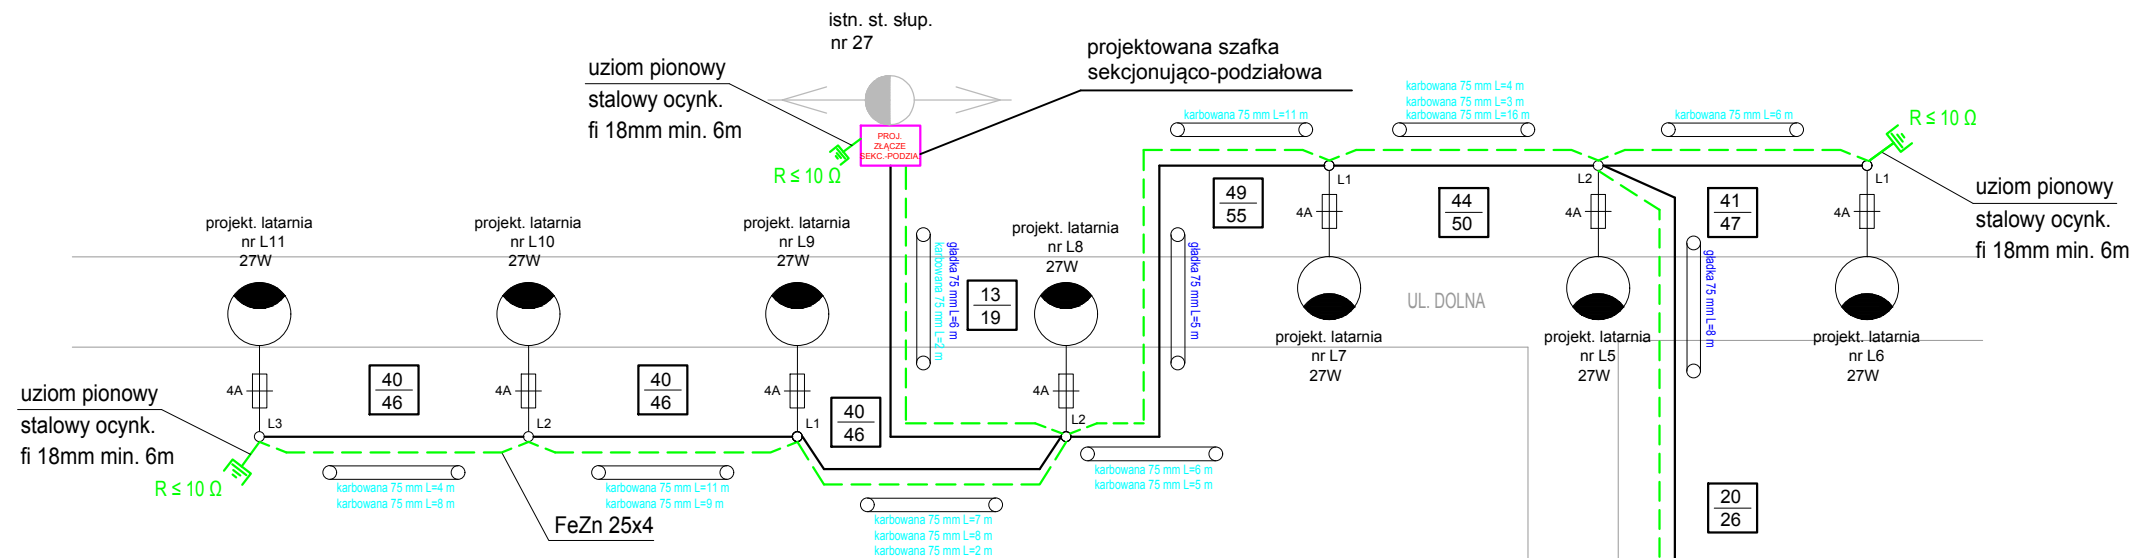 istn. st. słup.
nr 27
projektowana szafka
sekcjonująco-podziałowa
uziom pionowy
stalowy ocynk.
fi 18mm min. 6m
R ≤ 10 Ω
PROJ.
ZŁĄCZE
SEKC.-PODZIA
karbowana 75 mm L=11 m
karbowana 75 mm L=4 m
karbowana 75 mm L=3 m
karbowana 75 mm L=16 m
karbowana 75 mm L=6 m
R ≤ 10 Ω
uziom pionowy
stalowy ocynk.
fi 18mm min. 6m
L1
L2
L1
4A
4A
4A
49
55
44
50
41
47
projekt. latarnia
nr L11
27W
projekt. latarnia
nr L10
27W
projekt. latarnia
nr L9
27W
projekt. latarnia
nr L8
27W
gładka 75 mm L=6 m
karbowana 75 mm L=2 m
13
19
gładka 75 mm L=5 m
gładka 75 mm L=8 m
UL. DOLNA
projekt. latarnia
nr L7
27W
projekt. latarnia
nr L5
27W
projekt. latarnia
nr L6
27W
4A
4A
4A
4A
40
46
40
46
40
46
L3
L2
L1
L2
uziom pionowy
stalowy ocynk.
fi 18mm min. 6m
R ≤ 10 Ω
karbowana 75 mm L=4 m
karbowana 75 mm L=8 m
karbowana 75 mm L=11 m
karbowana 75 mm L=9 m
FeZn 25x4
karbowana 75 mm L=7 m
karbowana 75 mm L=8 m
karbowana 75 mm L=2 m
karbowana 75 mm L=6 m
karbowana 75 mm L=5 m
20
26